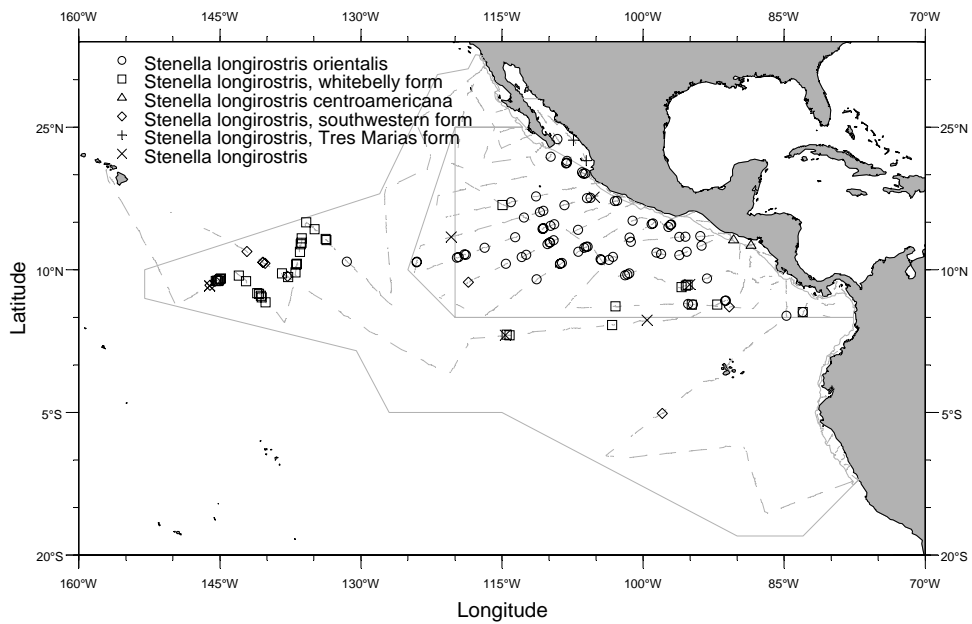 160°W 145°W 130°W 115°W 100°W 85°W 70°W
Stenella longirostris orientalis
Stenella longirostris, whitebelly form
Stenella longirostris centroamericana
Stenella longirostris, southwestern form
Stenella longirostris, Tres Marias form
Stenella longirostris
25°N 25°N
10°N 10°N
5°S 5°S
20°S 20°S
Latitude
160°W 145°W 130°W 115°W 100°W 85°W 70°W
Longitude